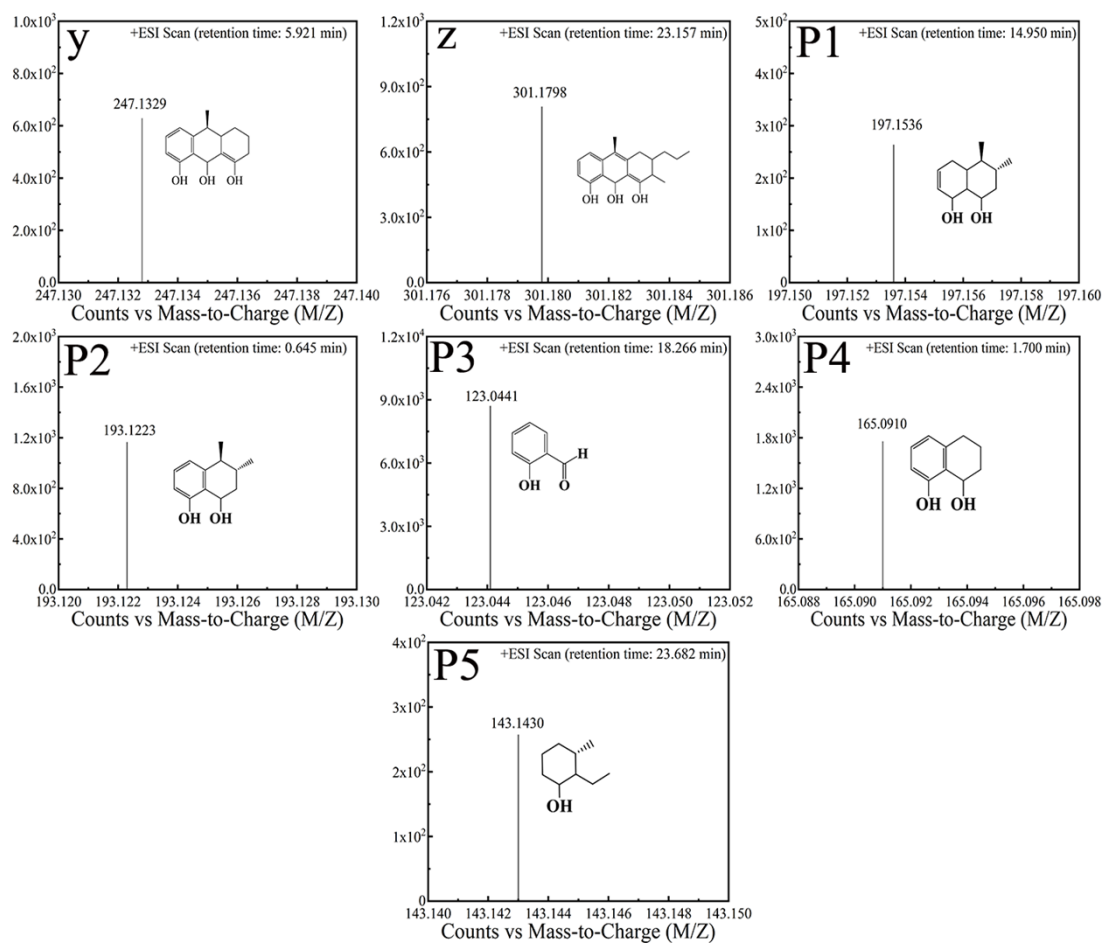 y
+ESI Scan (retention time: 5.921 min)
1.0x10³
8.0x10²
6.0x10²
4.0x10²
2.0x10²
0.0
247.1329
OH OH OH
247.130 247.132 247.134 247.136 247.138 247.140
Counts vs Mass-to-Charge (M/Z)
z
+ESI Scan (retention time: 23.157 min)
1.2x10³
9.0x10²
6.0x10²
3.0x10²
0.0
301.1798
OH OH OH
301.176 301.178 301.180 301.182 301.184 301.186
Counts vs Mass-to-Charge (M/Z)
P1
+ESI Scan (retention time: 14.950 min)
5x10²
4x10²
3x10²
2x10²
1x10²
0
197.1536
OH OH
197.150 197.152 197.154 197.156 197.158 197.160
Counts vs Mass-to-Charge (M/Z)
P2
+ESI Scan (retention time: 0.645 min)
2.0x10³
1.6x10³
1.2x10³
8.0x10²
4.0x10²
0.0
193.1223
OH OH
193.120 193.122 193.124 193.126 193.128 193.130
Counts vs Mass-to-Charge (M/Z)
P3
+ESI Scan (retention time: 18.266 min)
1.2x10⁴
9.0x10³
6.0x10³
3.0x10³
0.0
123.0441
H
OH O
123.042 123.044 123.046 123.048 123.050 123.052
Counts vs Mass-to-Charge (M/Z)
P4
+ESI Scan (retention time: 1.700 min)
3.0x10³
2.4x10³
1.8x10³
1.2x10³
6.0x10²
0.0
165.0910
OH OH
165.088 165.090 165.092 165.094 165.096 165.098
Counts vs Mass-to-Charge (M/Z)
P5
+ESI Scan (retention time: 23.682 min)
4x10²
3x10²
2x10²
1x10²
0
143.1430
OH
143.140 143.142 143.144 143.146 143.148 143.150
Counts vs Mass-to-Charge (M/Z)